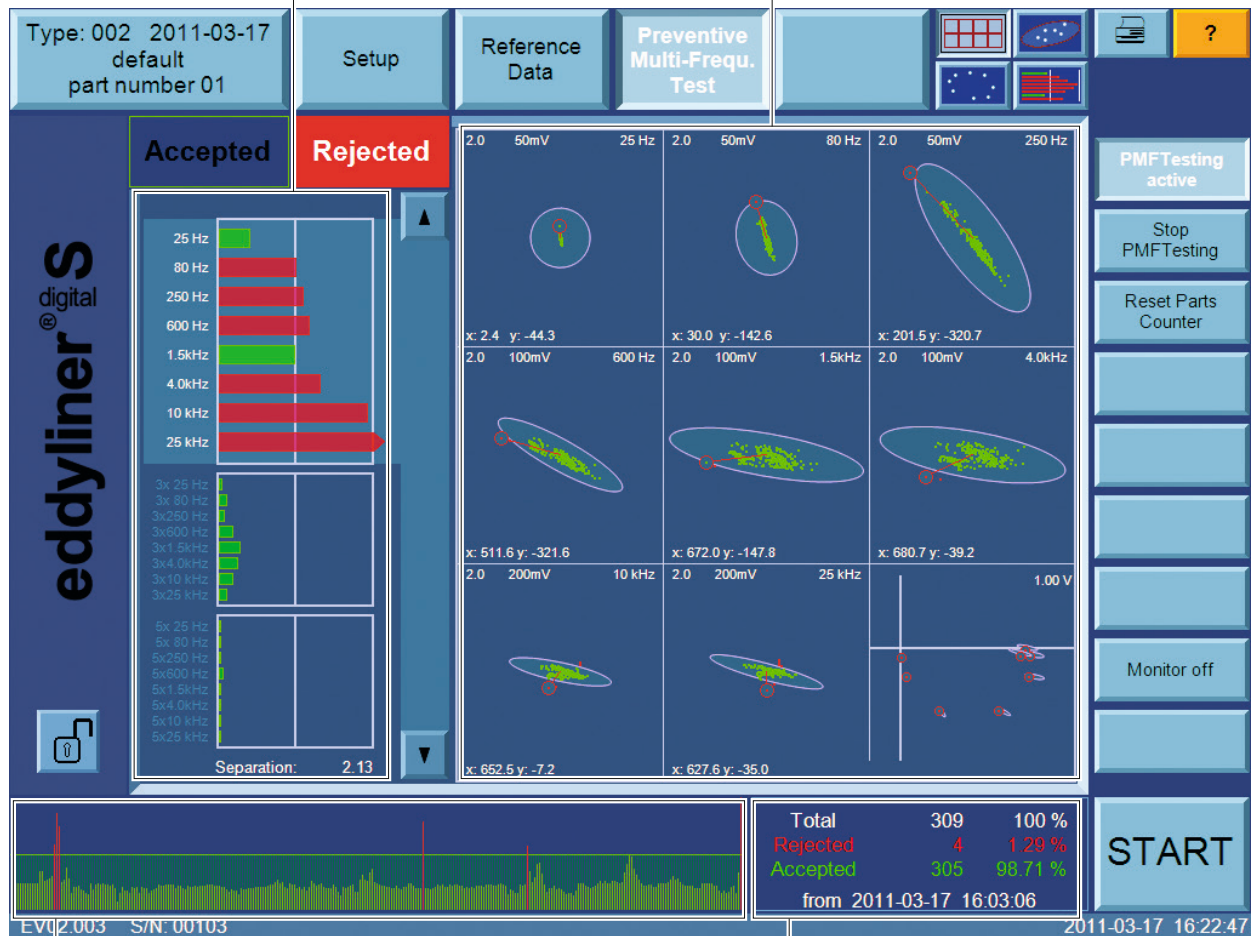 Type: 002 2011-03-17
default
part number 01
Setup
Reference
Data
Preventive
Multi-Frequ.
Test
?
Accepted
Rejected
eddyliner® digital S
25 Hz
80 Hz
250 Hz
600 Hz
1.5kHz
4.0kHz
10 kHz
25 kHz
3x 25 Hz
3x 80 Hz
3x250 Hz
3x600 Hz
3x1.5kHz
3x4.0kHz
3x10 kHz
3x25 kHz
5x 25 Hz
5x 80 Hz
5x250 Hz
5x600 Hz
5x1.5kHz
5x4.0kHz
5x10 kHz
5x25 kHz
Separation: 2.13
2.0 50mV 25 Hz
x: 2.4 y: -44.3
2.0 50mV 80 Hz
x: 30.0 y: -142.6
2.0 50mV 250 Hz
x: 201.5 y: -320.7
2.0 100mV 600 Hz
x: 511.6 y: -321.6
2.0 100mV 1.5kHz
x: 672.0 y: -147.8
2.0 100mV 4.0kHz
x: 680.7 y: -39.2
2.0 200mV 10 kHz
x: 652.5 y: -7.2
2.0 200mV 25 kHz
x: 627.6 y: -35.0
1.00 V
PMFTesting
active
Stop
PMFTesting
Reset Parts
Counter
Monitor off
START
Total 309 100 %
Rejected 4 1.29 %
Accepted 305 98.71 %
from 2011-03-17 16:03:06
EV02.003 S/N: 00103
2011-03-17 16:22:47